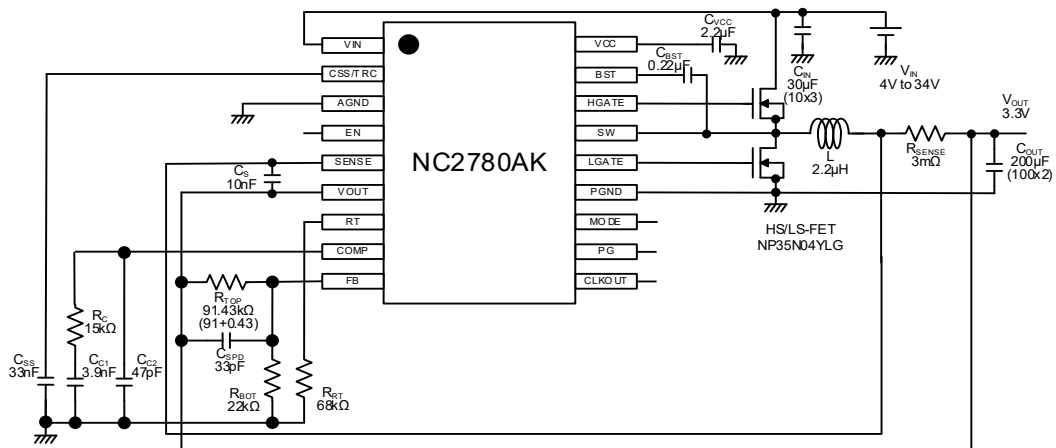 NC2780AK
VIN
CSS/TRC
AGND
EN
SENSE
VOUT
RT
COMP
FB
VCC
BST
HGATE
SW
LGATE
PGND
MODE
PG
CLKOUT
CVCC
2.2µF
CBST
0.22µF
CIN
30µF
(10x3)
VIN
4V to 34V
VOUT
3.3V
L
2.2µH
RSENSE
3mΩ
COUT
200µF
(100x2)
HS/LS-FET
NP35N04YLG
CS
10nF
RTOP
91.43kΩ
(91+0.43)
CSPD
33pF
RC
15kΩ
CSS
33nF
CC1
3.9nF
CC2
47pF
RBOT
22kΩ
RRT
68kΩ